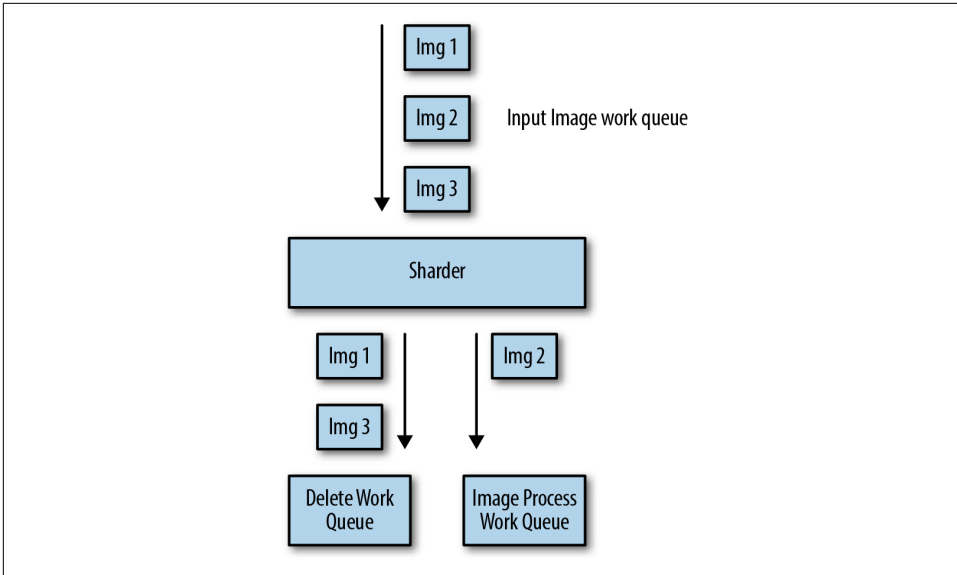 Img 1
Img 2
Input Image work queue
Img 3
Sharder
Img 1
Img 2
Img 3
Delete Work
Queue
Image Process
Work Queue